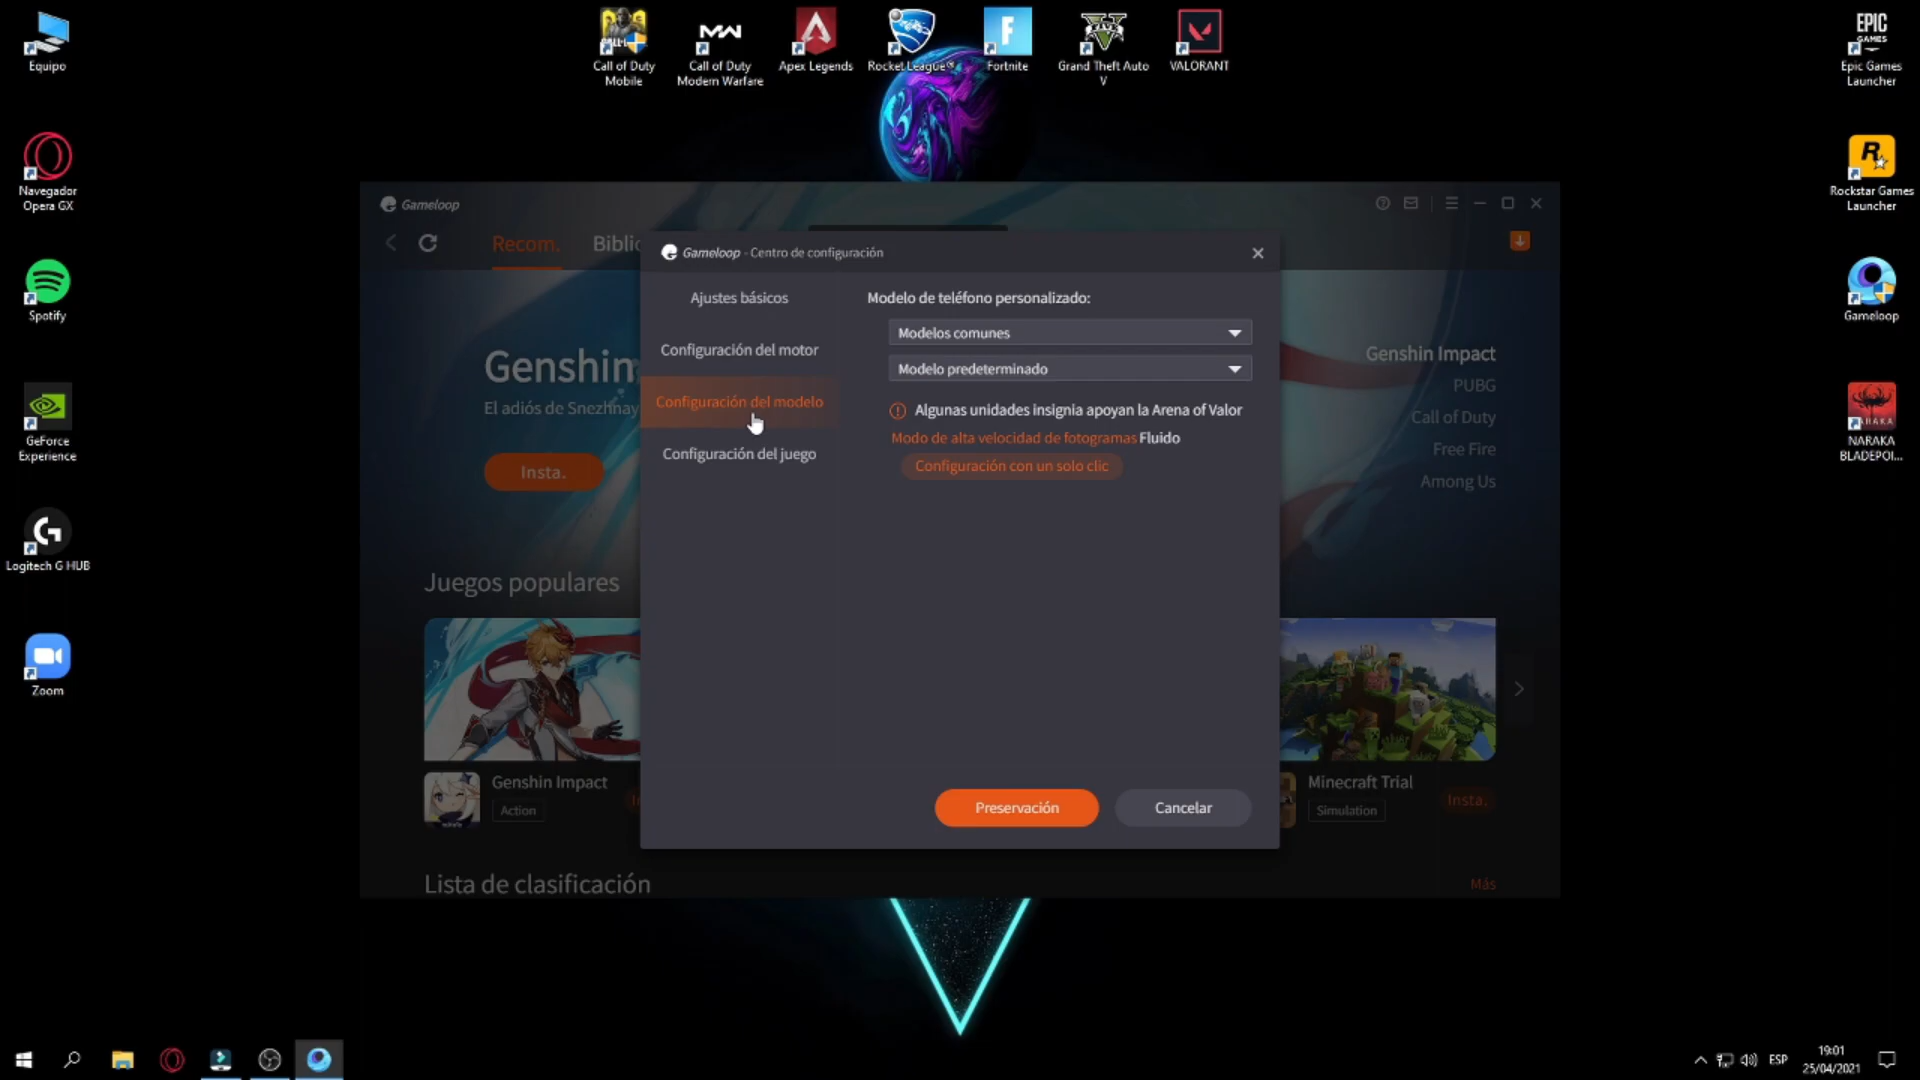 Equipo
Call of Duty
Mobile
Call of Duty
Modern Warfare
Apex Legends
Rocket League®
Fortnite
Grand Theft Auto
V
VALORANT
EPIC
GAMES
Epic Games
Launcher
Navegador
Opera GX
Rockstar Games
Launcher
Spotify
Gameloop
GeForce
Experience
NARAKA
BLADEPOI...
Logitech G HUB
Zoom
Gameloop
Recom.
Biblio
Genshin
El adiós de Snezhnay
Insta.
Genshin Impact
PUBG
Call of Duty
Free Fire
Among Us
Juegos populares
Genshin Impact
Action
Minecraft Trial
Simulation
Insta.
Lista de clasificación
Más
Gameloop - Centro de configuración
Ajustes básicos
Configuración del motor
Configuración del modelo
Configuración del juego
Modelo de teléfono personalizado:
Modelos comunes
Modelo predeterminado
Algunas unidades insignia apoyan la Arena of Valor
Modo de alta velocidad de fotogramas Fluido
Configuración con un solo clic
Preservación
Cancelar
ESP
19:01
25/04/2021